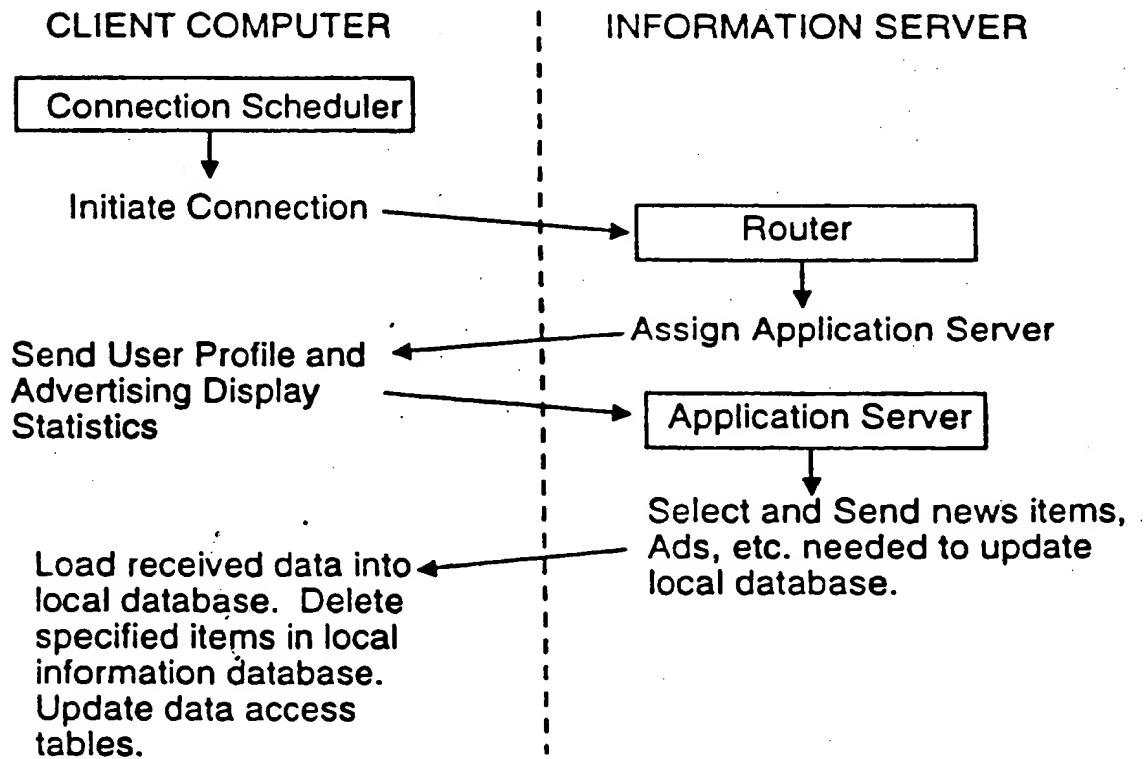 CLIENT COMPUTER
INFORMATION SERVER
Connection Scheduler
Initiate Connection
Router
Assign Application Server
Send User Profile and
Advertising Display
Statistics
Application Server
Select and Send news items,
Ads, etc. needed to update
local database.
Load received data into
local database. Delete
specified items in local
information database.
Update data access
tables.